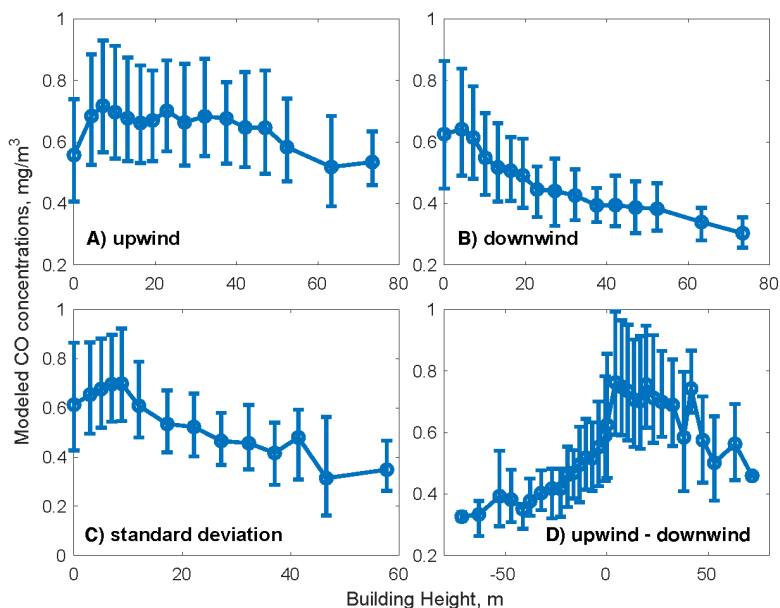 Modeled CO concentrations, mg/m³
1
0.8
0.6
0.4
0.2
A) upwind
0 20 40 60 80
1
0.8
0.6
0.4
0.2
B) downwind
0 20 40 60 80
1
0.8
0.6
0.4
0.2
0
C) standard deviation
0 20 40 60
1
0.8
0.6
0.4
0.2
D) upwind - downwind
-50 0 50
Building Height, m